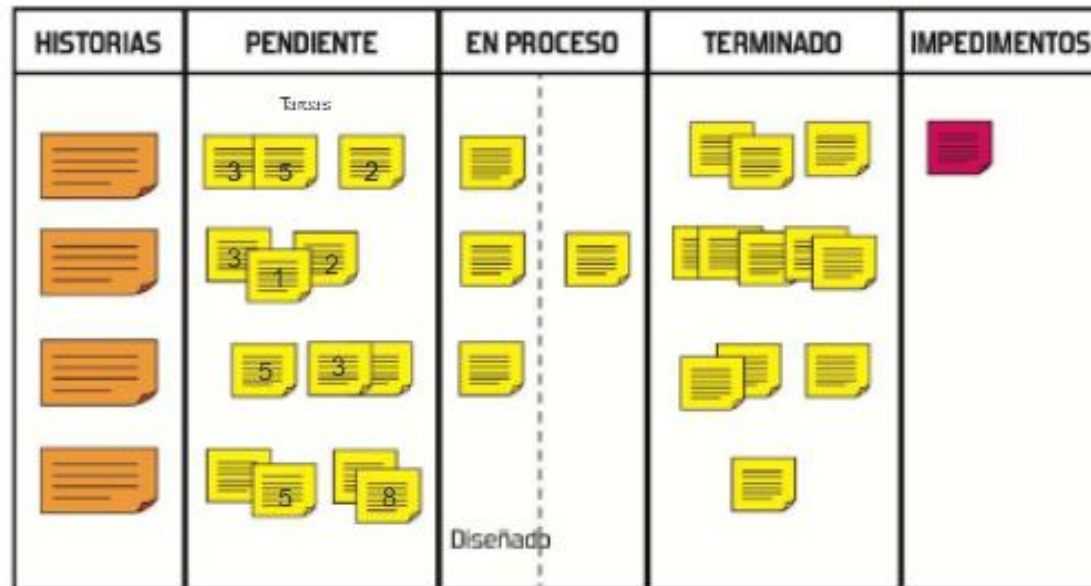 HISTORIAS PENDIENTE EN PROCESO TERMINADO IMPEDIMENTOS
Tareas
3 5 2
3 1 2
5 3
5 8
Diseñado